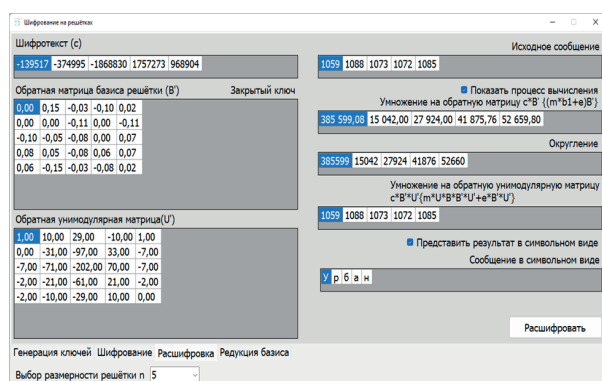 Шифрование на решётках
Шифротекст (c)
-139517 -374995 -1868830 1757273 968904
Обратная матрица базиса решётки (B') Закрытый ключ
0,00 0,15 -0,03 -0,10 0,02
0,00 0,00 -0,11 0,00 -0,11
-0,10 -0,05 -0,08 0,00 0,07
0,08 0,05 -0,08 0,06 0,07
0,06 -0,15 -0,03 -0,08 0,02
Обратная унимодулярная матрица(U')
1,00 10,00 29,00 -10,00 1,00
0,00 -31,00 -97,00 33,00 -7,00
-7,00 -71,00 -202,00 70,00 -7,00
-2,00 -21,00 -61,00 21,00 -2,00
-2,00 -10,00 -29,00 10,00 0,00
Исходное сообщение
1059 1088 1073 1072 1085
Показать процесс вычисления
Умножение на обратную матрицу c*B' {(m*b1+e)B'}
385 599,08 15 042,00 27 924,00 41 875,76 52 659,80
Округление
385599 15042 27924 41876 52660
Умножение на обратную унимодулярную матрицу
c*B'*U'{m*U*B*B'*U'+e*B'*U'}
1059 1088 1073 1072 1085
Представить результат в символьном виде
Сообщение в символьном виде
У р б а н
Расшифровать
Генерация ключей Шифрование Расшифровка Редукция базиса
Выбор размерности решётки n 5